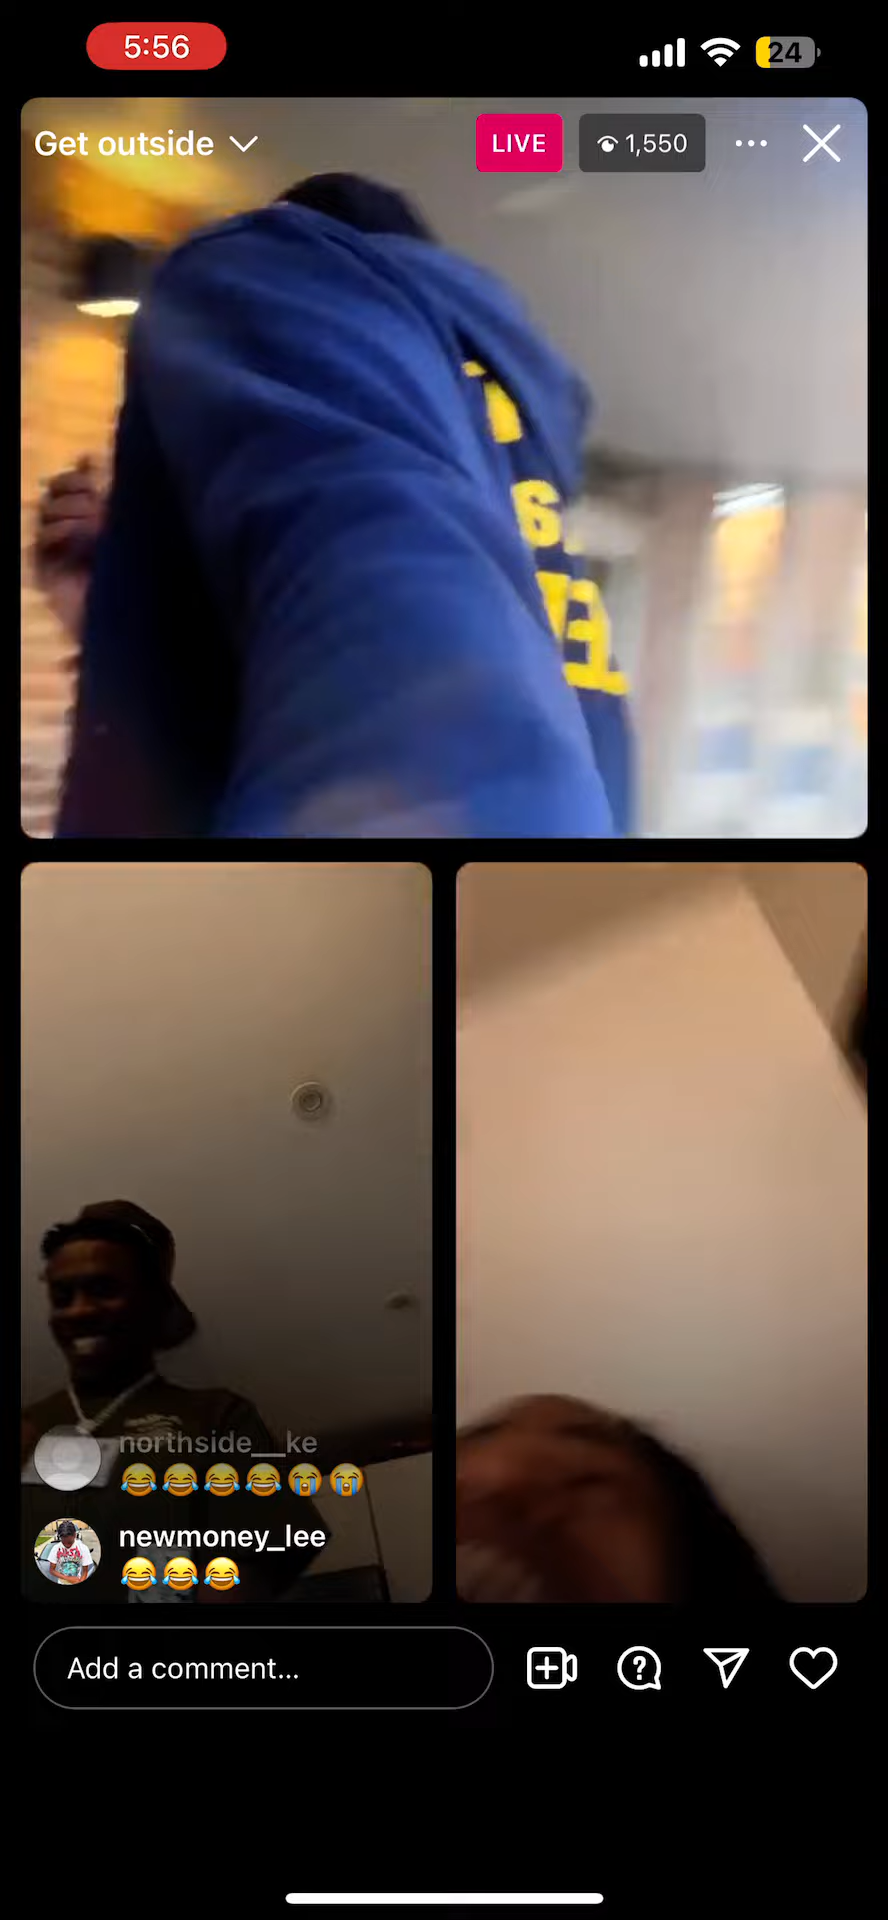 5:56
24
Get outside
LIVE
1,550
northside__ke
😂😂😂😂😭😭
newmoney_lee
😂😂😂
Add a comment...